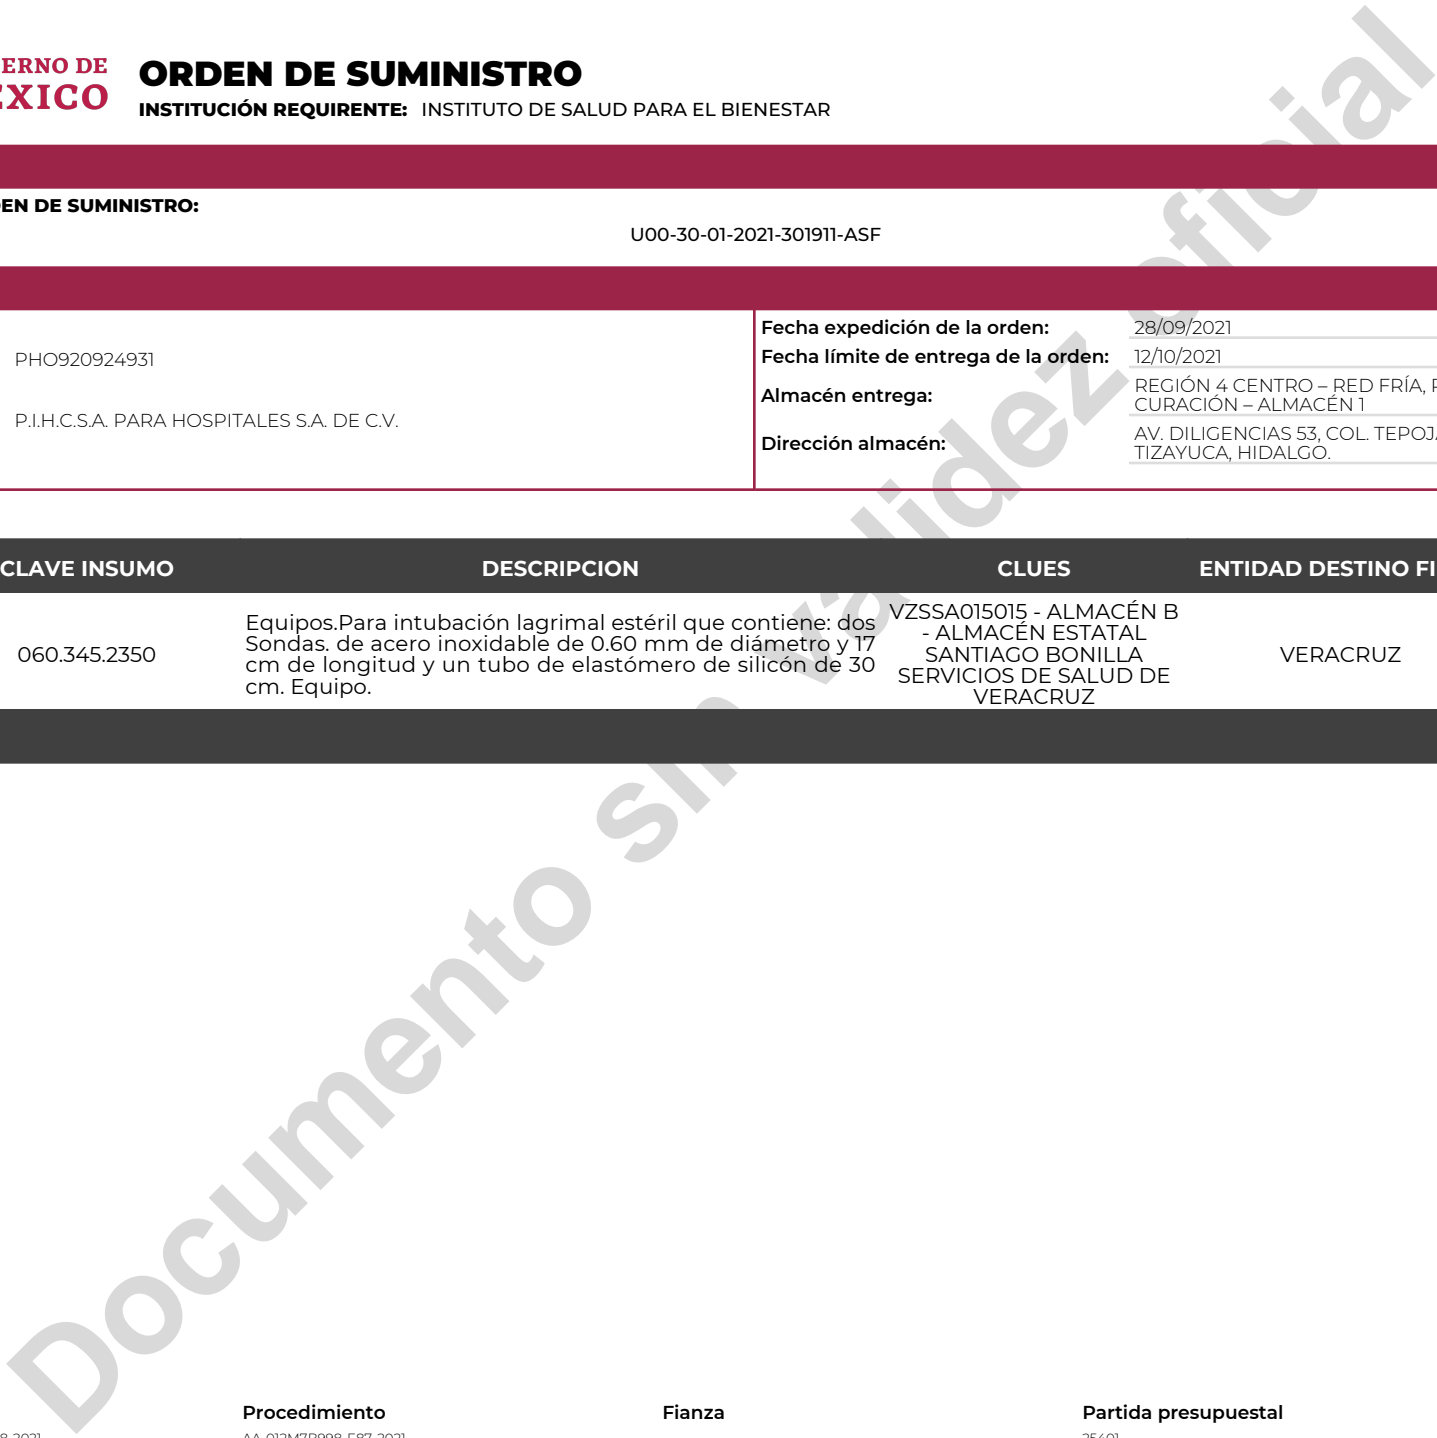 ERNO DE
EXICO
ORDEN DE SUMINISTRO
INSTITUCIÓN REQUIRENTE: INSTITUTO DE SALUD PARA EL BIENESTAR
EN DE SUMINISTRO:
U00-30-01-2021-301911-ASF
PHO920924931
P.I.H.C.S.A. PARA HOSPITALES S.A. DE C.V.
Fecha expedición de la orden: 28/09/2021
Fecha límite de entrega de la orden: 12/10/2021
Almacén entrega: REGIÓN 4 CENTRO – RED FRÍA,
CURACIÓN – ALMACÉN 1
Dirección almacén: AV. DILIGENCIAS 53, COL. TEPOJ
TIZAYUCA, HIDALGO.
CLAVE INSUMO DESCRIPCION CLUES ENTIDAD DESTINO FI
060.345.2350
Equipos.Para intubación lagrimal estéril que contiene: dos
Sondas. de acero inoxidable de 0.60 mm de diámetro y 17
cm de longitud y un tubo de elastómero de silicón de 30
cm. Equipo.
VZSSA015015 - ALMACÉN B
- ALMACÉN ESTATAL
SANTIAGO BONILLA
SERVICIOS DE SALUD DE
VERACRUZ
VERACRUZ
Documento sin validez oficial
Procedimiento Fianza Partida presupuestal